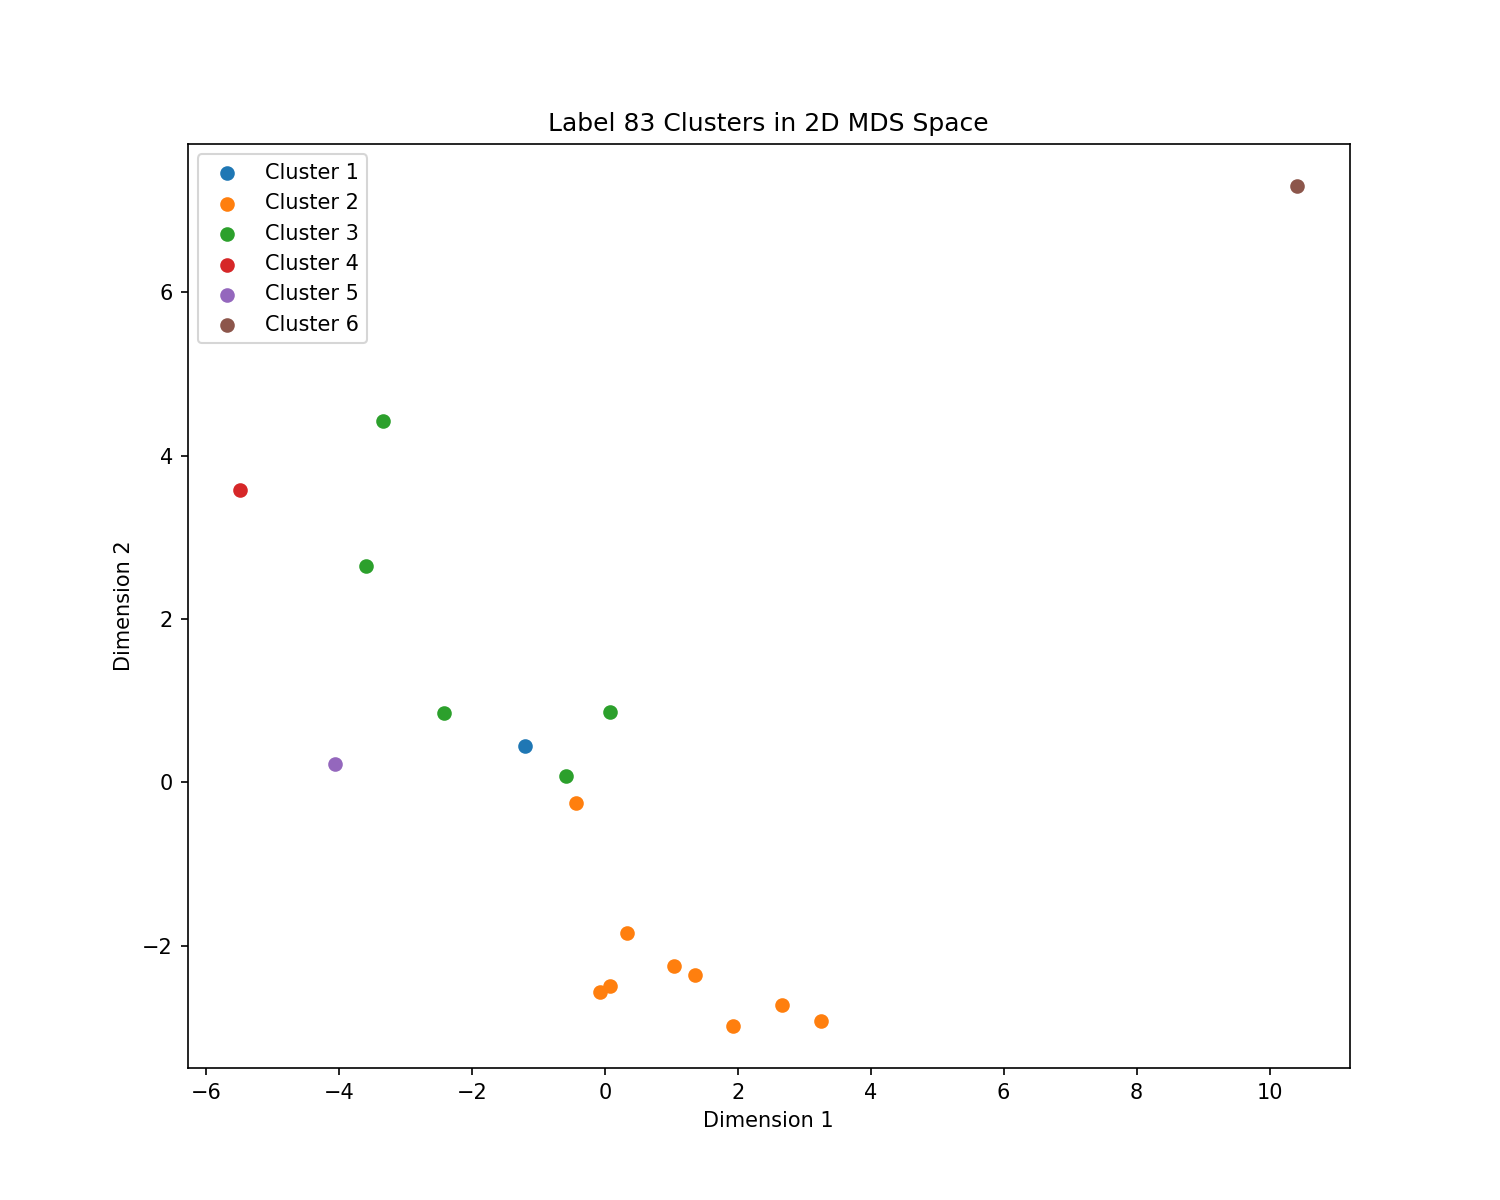 Label 83 Clusters in 2D MDS Space
Cluster 1
Cluster 2
Cluster 3
Cluster 4
Cluster 5
Cluster 6
6
4
2
0
−2
Dimension 2
−6
−4
−2
0
2
4
6
8
10
Dimension 1